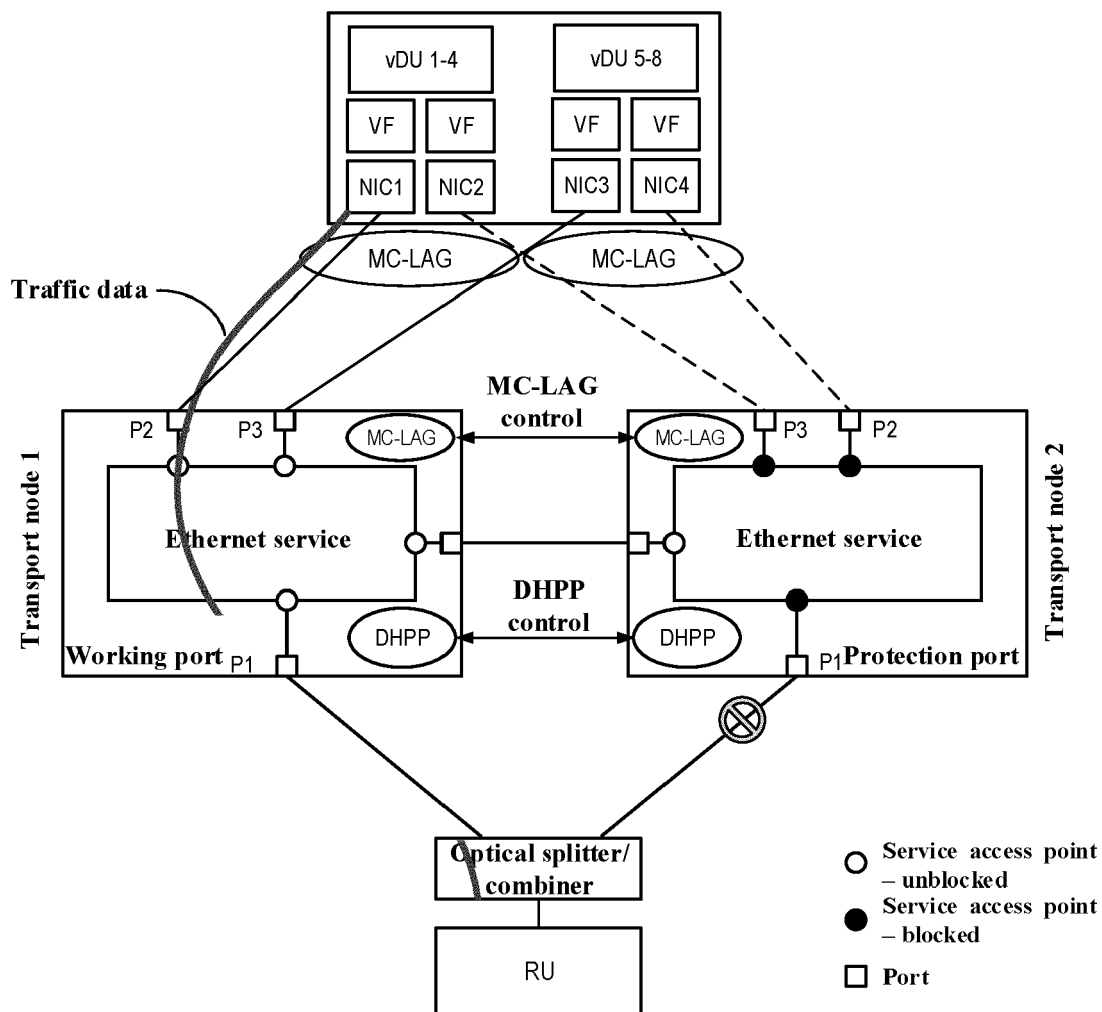 vDU 1-4
vDU 5-8
VF
VF
VF
VF
NIC1
NIC2
NIC3
NIC4
MC-LAG
MC-LAG
Traffic data
MC-LAG
control
P2
P3
MC-LAG
MC-LAG
P3
P2
Transport node 1
Ethernet service
Ethernet service
Transport node 2
DHPP
control
DHPP
DHPP
Working port
P1
P1
Protection port
Optical splitter/
combiner
RU
Service access point
– unblocked
Service access point
– blocked
Port